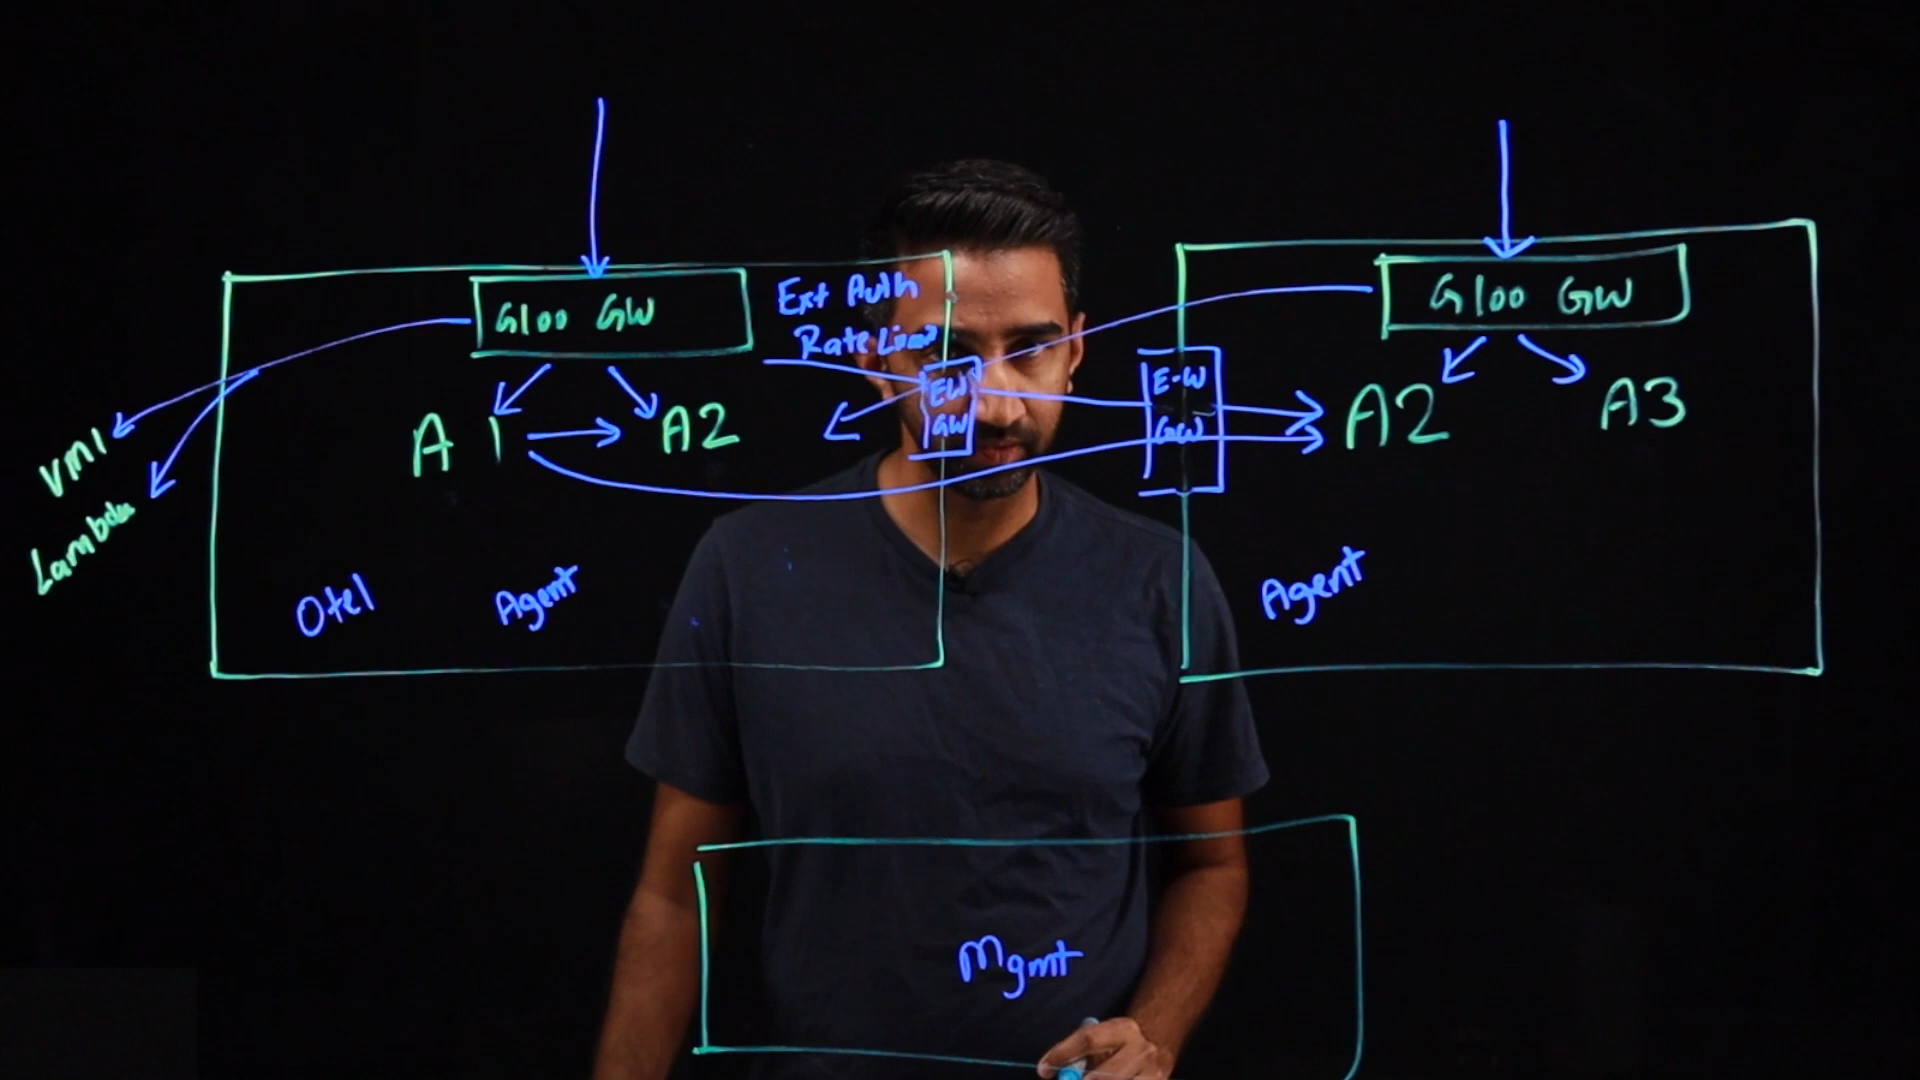 Gloo GW
Ext Auth
Rate Limit
Gloo GW
EW
GW
E-W
GW
A1
A2
A2
A3
VM1
Lambda
Otel
Agent
Agent
Mgmt